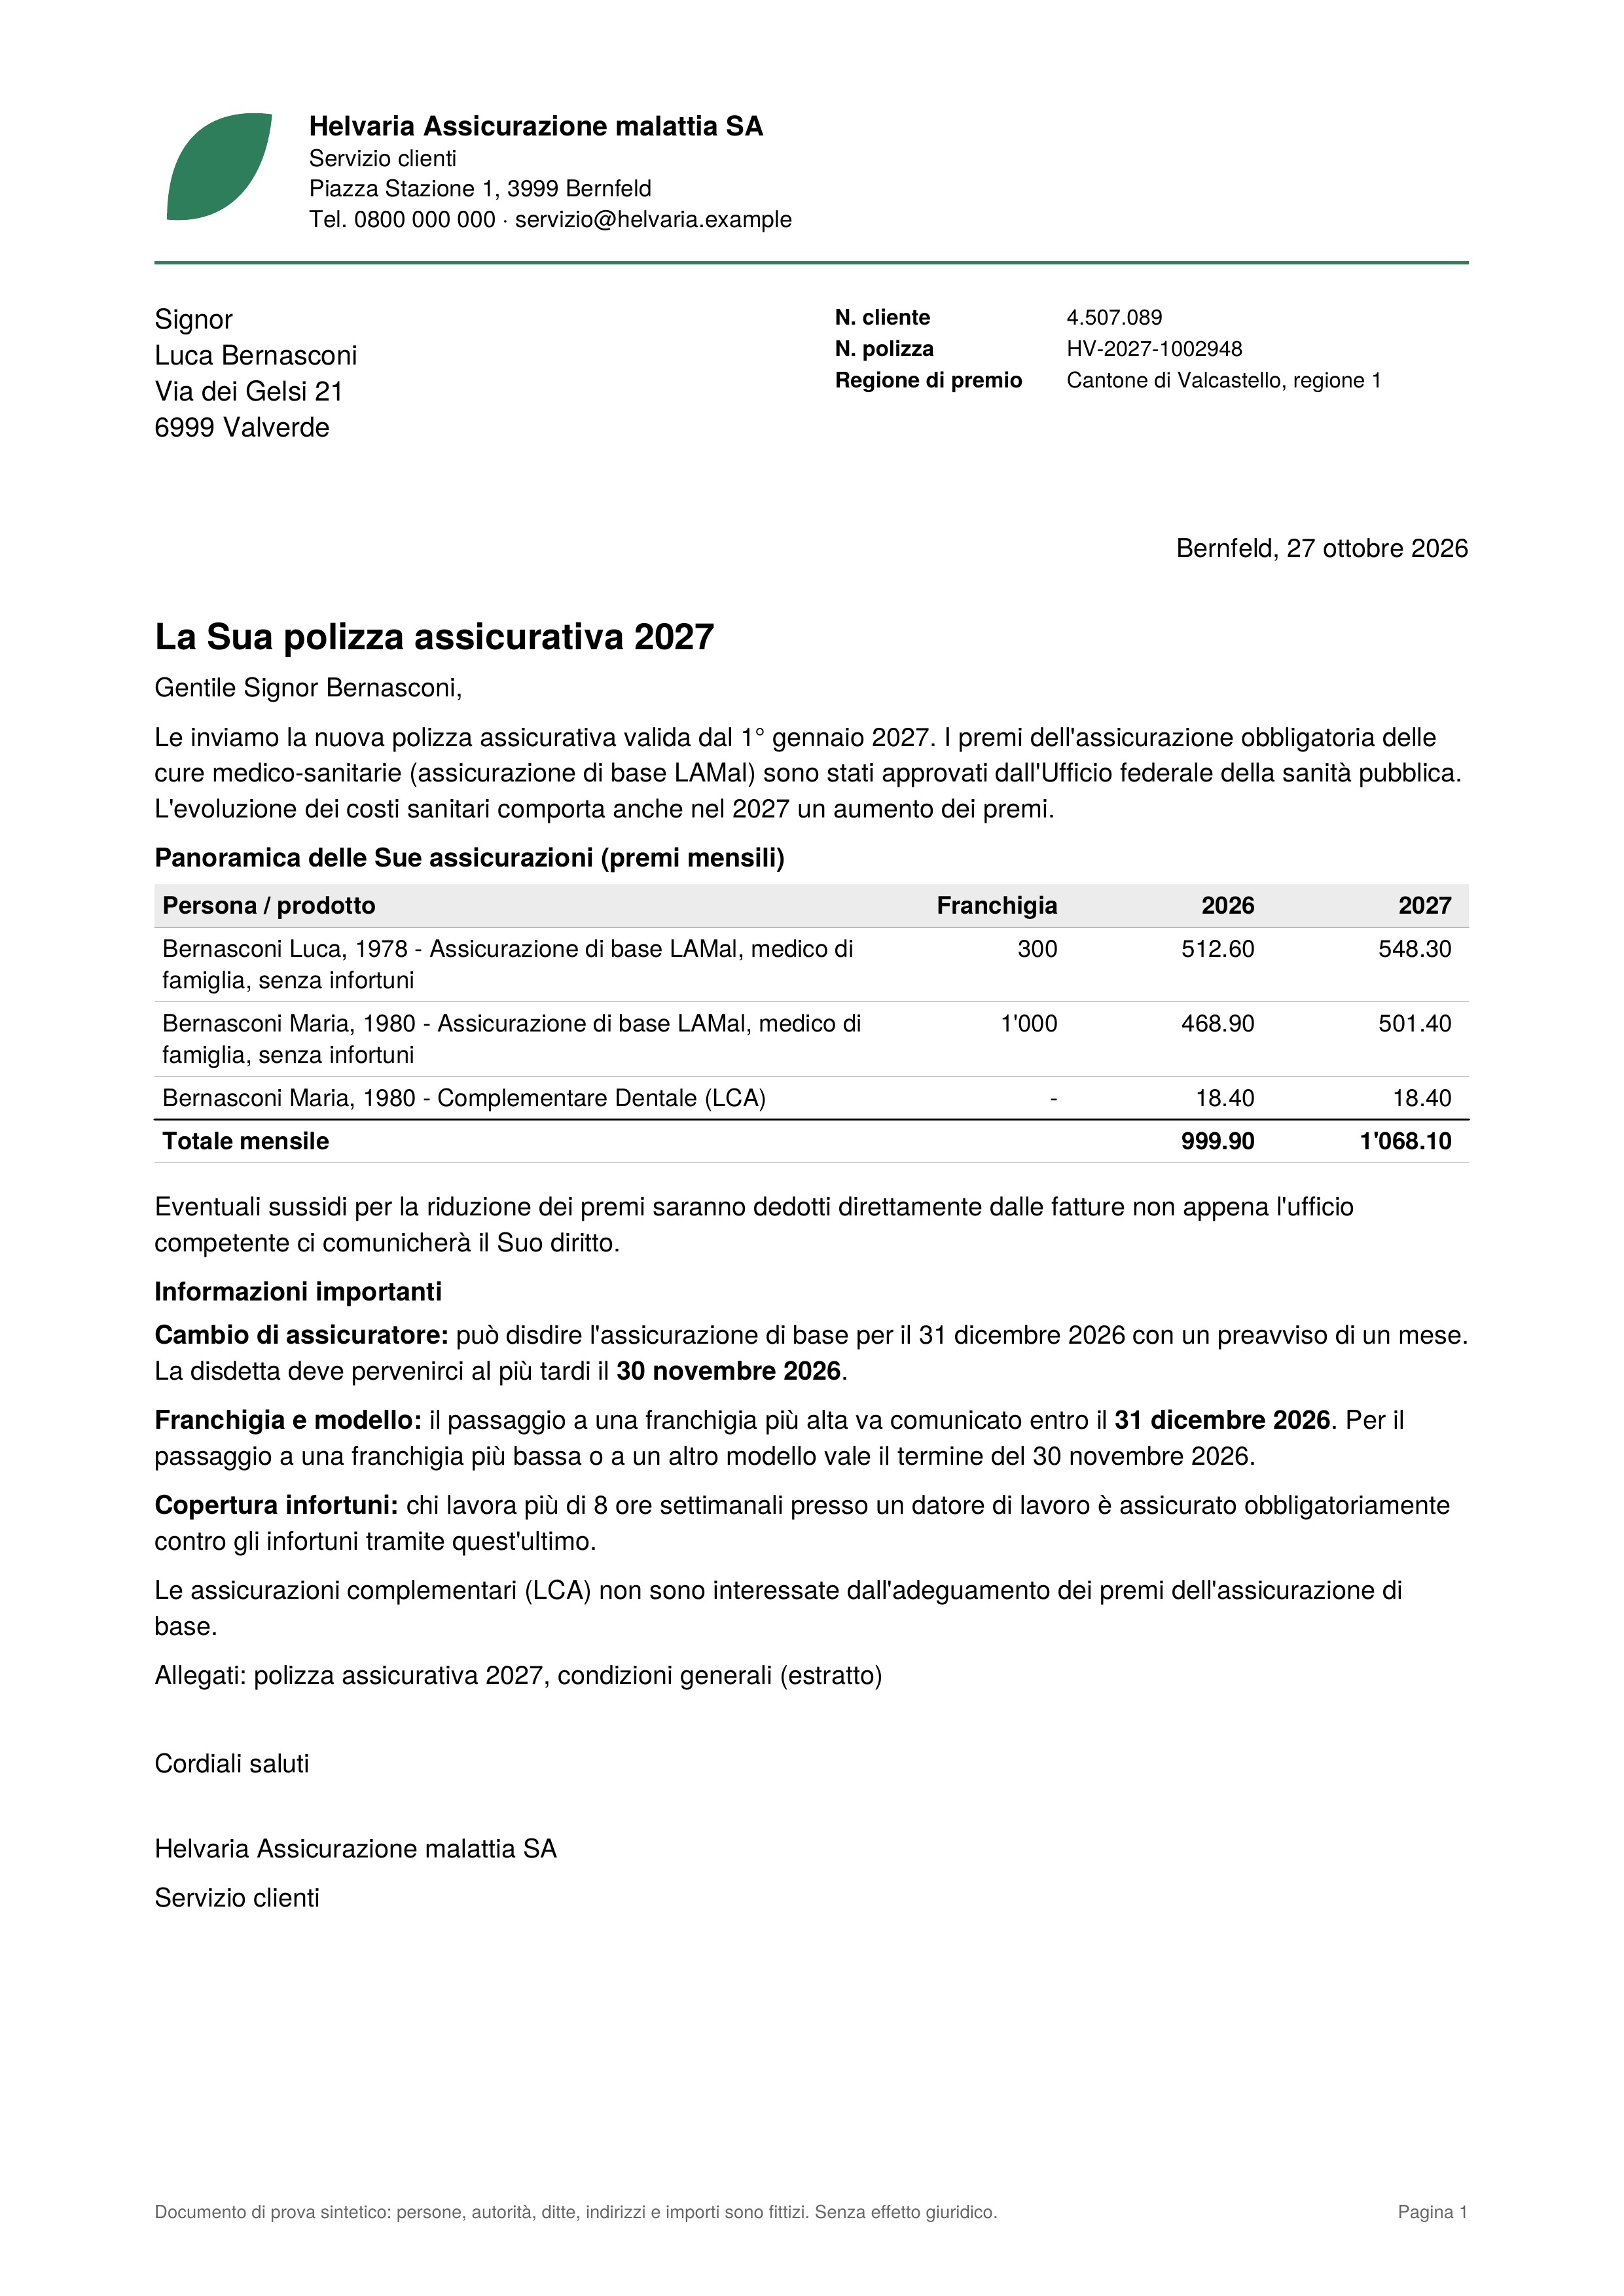 Helvaria Assicurazione malattia SA
Servizio clienti
Piazza Stazione 1, 3999 Bernfeld
Tel. 0800 000 000 · servizio@helvaria.example
Signor
Luca Bernasconi
Via dei Gelsi 21
6999 Valverde
N. cliente 4.507.089
N. polizza HV-2027-1002948
Regione di premio Cantone di Valcastello, regione 1
Bernfeld, 27 ottobre 2026
La Sua polizza assicurativa 2027
Gentile Signor Bernasconi,
Le inviamo la nuova polizza assicurativa valida dal 1° gennaio 2027. I premi dell'assicurazione obbligatoria delle
cure medico-sanitarie (assicurazione di base LAMal) sono stati approvati dall'Ufficio federale della sanità pubblica.
L'evoluzione dei costi sanitari comporta anche nel 2027 un aumento dei premi.
Panoramica delle Sue assicurazioni (premi mensili)
Persona / prodotto Franchigia 2026 2027
Bernasconi Luca, 1978 - Assicurazione di base LAMal, medico di 300 512.60 548.30
famiglia, senza infortuni
Bernasconi Maria, 1980 - Assicurazione di base LAMal, medico di 1'000 468.90 501.40
famiglia, senza infortuni
Bernasconi Maria, 1980 - Complementare Dentale (LCA) - 18.40 18.40
Totale mensile 999.90 1'068.10
Eventuali sussidi per la riduzione dei premi saranno dedotti direttamente dalle fatture non appena l'ufficio
competente ci comunicherà il Suo diritto.
Informazioni importanti
Cambio di assicuratore: può disdire l'assicurazione di base per il 31 dicembre 2026 con un preavviso di un mese.
La disdetta deve pervenirci al più tardi il 30 novembre 2026.
Franchigia e modello: il passaggio a una franchigia più alta va comunicato entro il 31 dicembre 2026. Per il
passaggio a una franchigia più bassa o a un altro modello vale il termine del 30 novembre 2026.
Copertura infortuni: chi lavora più di 8 ore settimanali presso un datore di lavoro è assicurato obbligatoriamente
contro gli infortuni tramite quest'ultimo.
Le assicurazioni complementari (LCA) non sono interessate dall'adeguamento dei premi dell'assicurazione di
base.
Allegati: polizza assicurativa 2027, condizioni generali (estratto)
Cordiali saluti
Helvaria Assicurazione malattia SA
Servizio clienti
Documento di prova sintetico: persone, autorità, ditte, indirizzi e importi sono fittizi. Senza effetto giuridico. Pagina 1